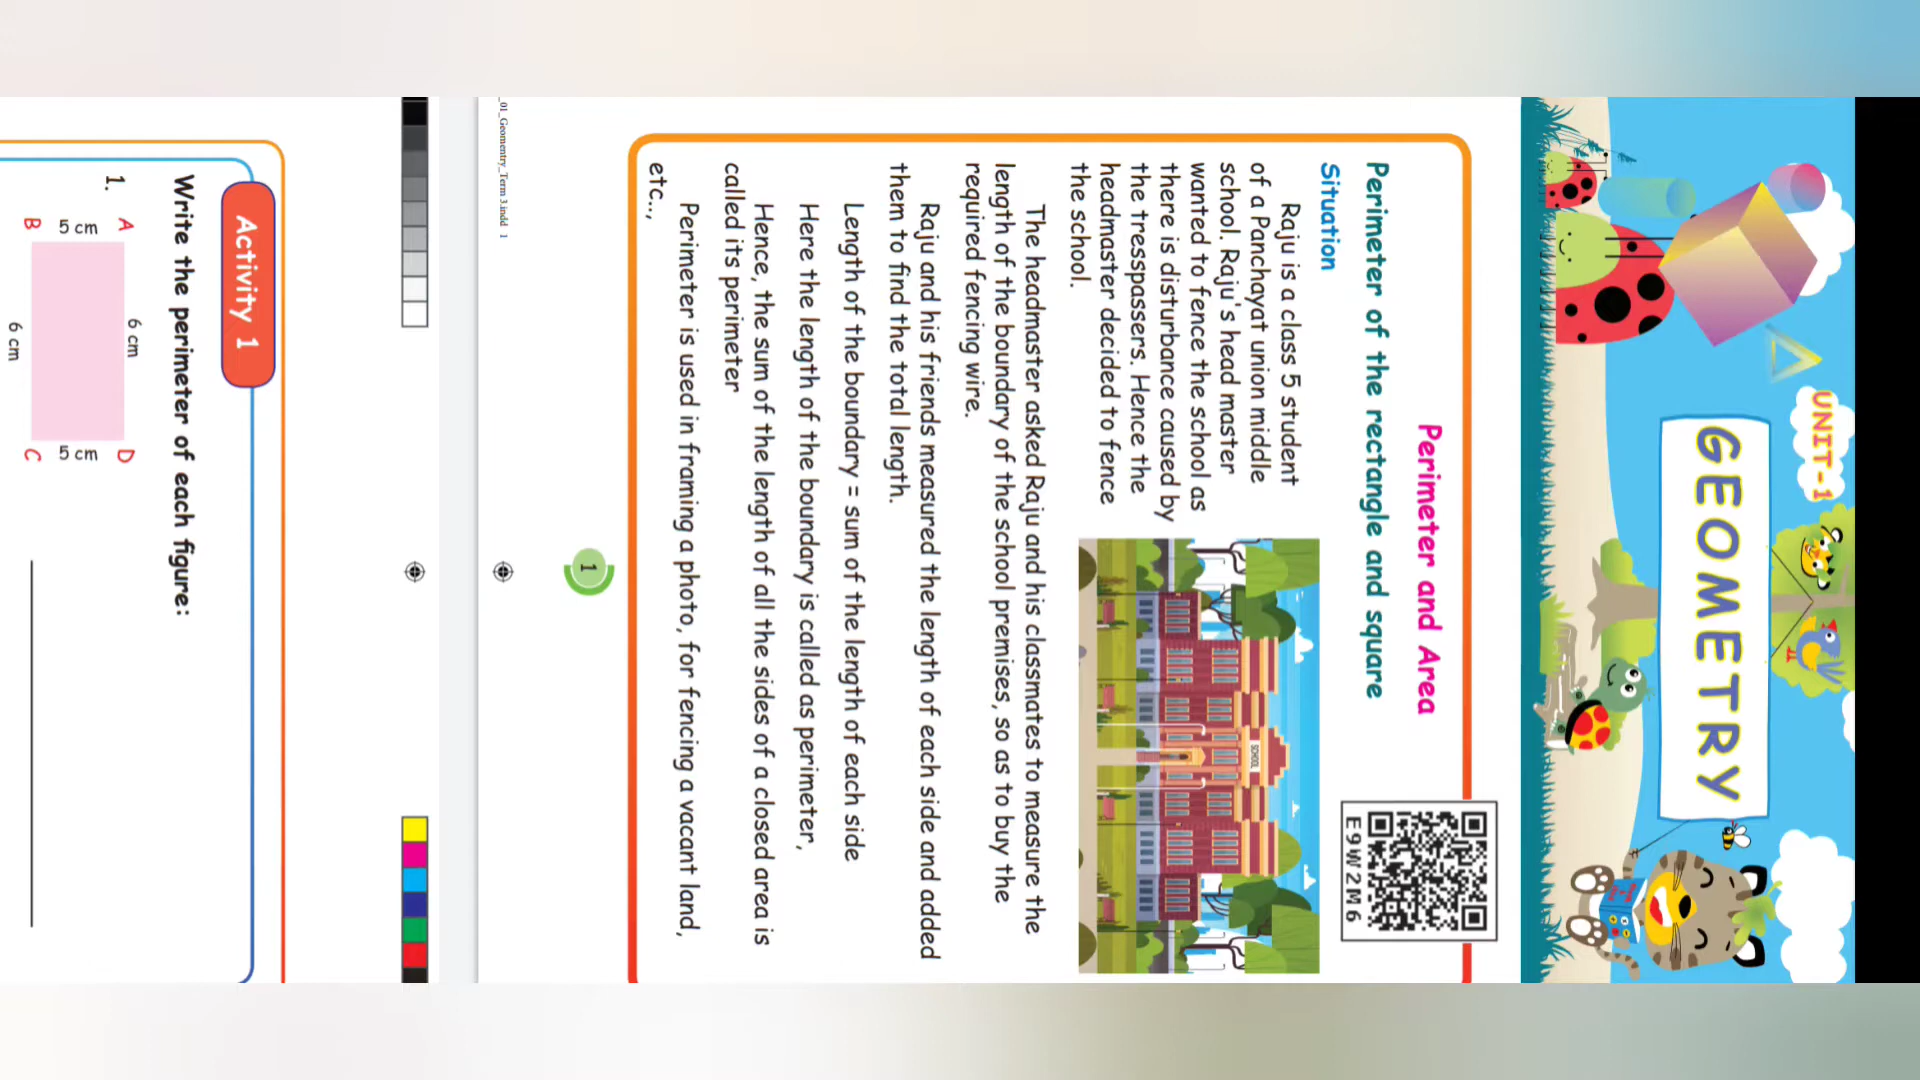 UNIT-1
GEOMETRY
Perimeter and Area
E9W2M6
Perimeter of the rectangle and square
Situation
Raju is a class 5 student
of a Panchayat union middle
school. Raju's head master
wanted to fence the school as
there is disturbance caused by
the tresspassers. Hence the
headmaster decided to fence
the school.
SCHOOL
The headmaster asked Raju and his classmates to measure the
length of the boundary of the school premises, so as to buy the
required fencing wire.
Raju and his friends measured the length of each side and added
them to find the total length.
Length of the boundary = sum of the length of each side
Here the length of the boundary is called as perimeter,
Hence, the sum of the length of all the sides of a closed area is
called its perimeter
Perimeter is used in framing a photo, for fencing a vacant land,
etc..,
1
_01_Geomentry_Term 3.indd 1
Activity 1
Write the perimeter of each figure:
1.
A
6 cm
D
5 cm
5 cm
B
6 cm
C